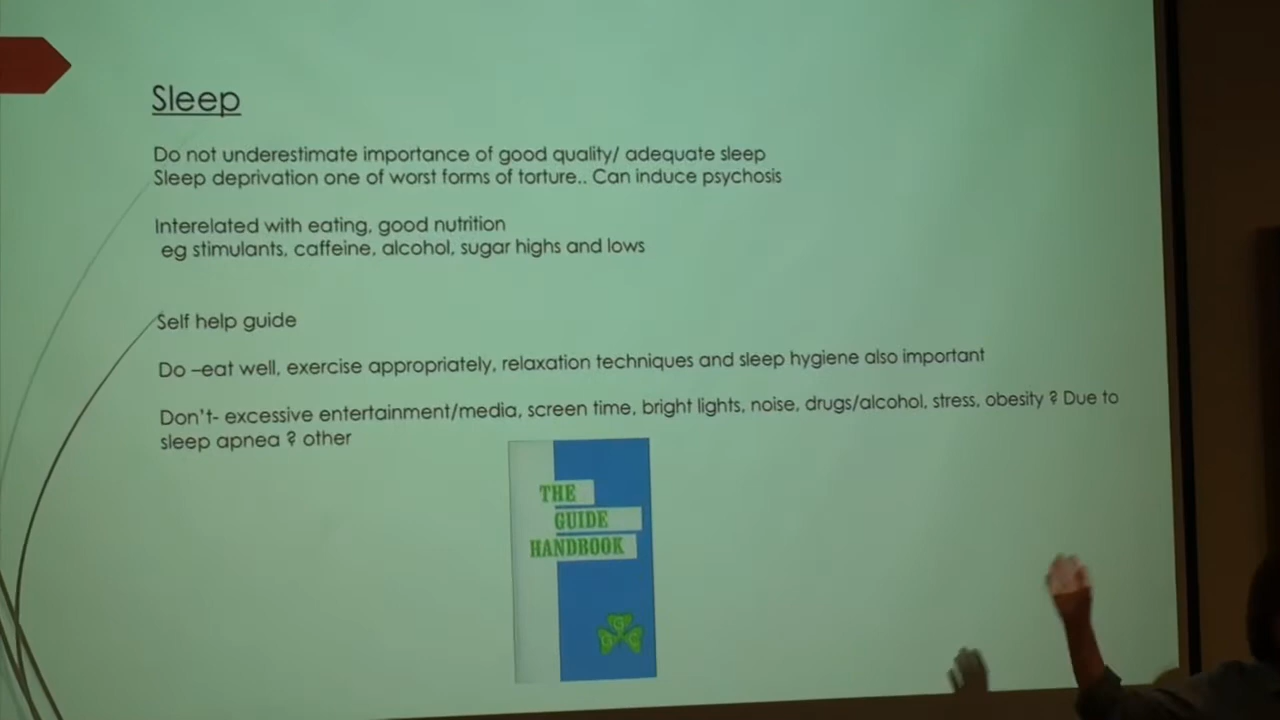 Sleep
Do not underestimate importance of good quality/ adequate sleep
Sleep deprivation one of worst forms of torture.. Can induce psychosis
Interelated with eating, good nutrition
eg stimulants, caffeine, alcohol, sugar highs and lows
Self help guide
Do –eat well, exercise appropriately, relaxation techniques and sleep hygiene also important
Don't- excessive entertainment/media, screen time, bright lights, noise, drugs/alcohol, stress, obesity ? Due to
sleep apnea ? other
THE
GUIDE
HANDBOOK
G
G C